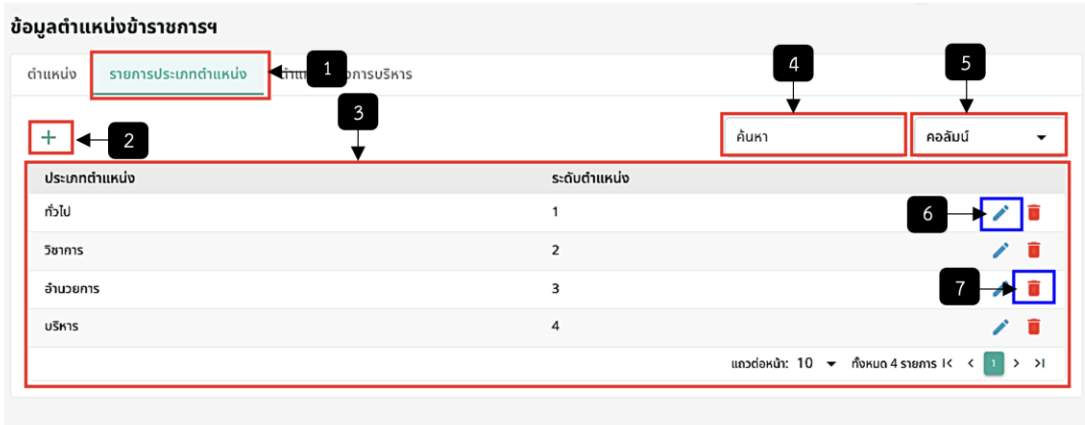 ข้อมูลตำแหน่งข้าราชการฯ
ตำแหน่ง รายการประเภทตำแหน่ง 1 การบริหาร
4 5
3
2 ค้นหา คอลัมน์
ประเภทตำแหน่ง ระดับตำแหน่ง
ทั่วไป 1 6
วิชาการ 2
อำนวยการ 3 7
บริหาร 4
แถวต่อหน้า: 10 ทั้งหมด 4 รายการ 1